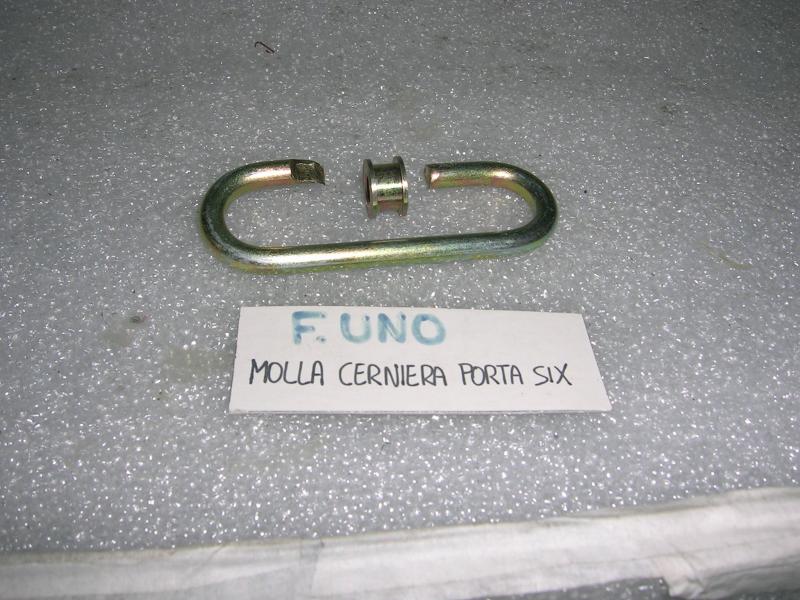 F. UNO
MOLLA CERNIERA PORTA SIX